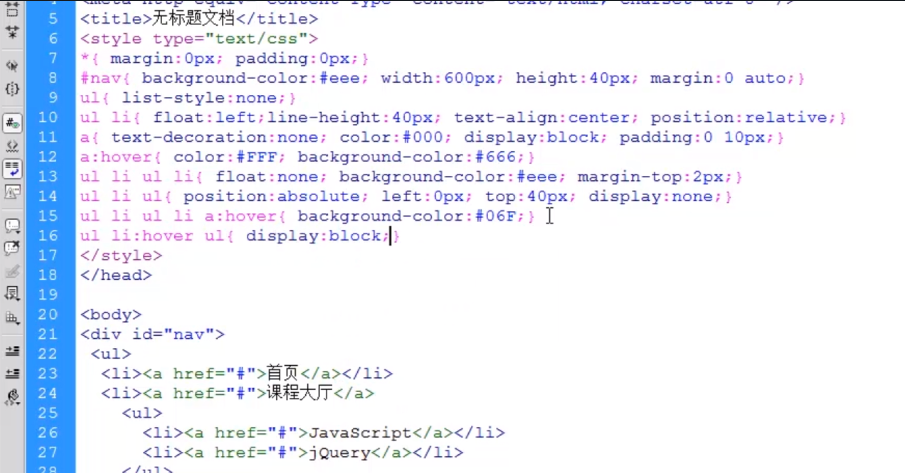 5 <title>无标题文档</title>
6 <style type="text/css">
7 *{ margin:0px; padding:0px;}
8 #nav{ background-color:#eee; width:600px; height:40px; margin:0 auto;}
9 ul{ list-style:none;}
10 ul li{ float:left;line-height:40px; text-align:center; position:relative;}
11 a{ text-decoration:none; color:#000; display:block; padding:0 10px;}
12 a:hover{ color:#FFF; background-color:#666;}
13 ul li ul li{ float:none; background-color:#eee; margin-top:2px;}
14 ul li ul{ position:absolute; left:0px; top:40px; display:none;}
15 ul li ul li a:hover{ background-color:#06F;}
16 ul li:hover ul{ display:block;}
17 </style>
18 </head>
19
20 <body>
21 <div id="nav">
22 <ul>
23 <li><a href="#">首页</a></li>
24 <li><a href="#">课程大厅</a>
25 <ul>
26 <li><a href="#">JavaScript</a></li>
27 <li><a href="#">jQuery</a></li>
28 </ul>